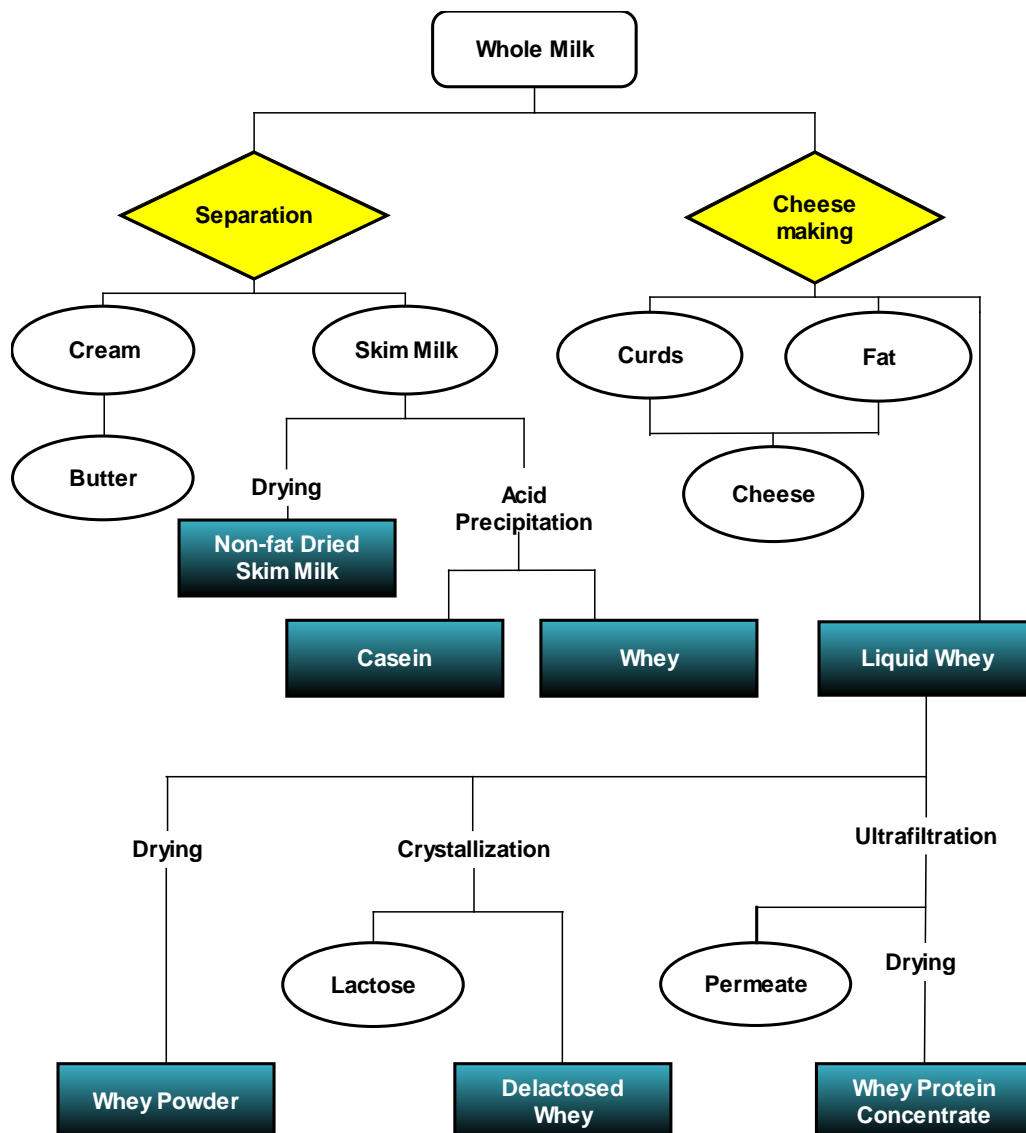 Whole Milk
Separation
Cheese
making
Cream
Skim Milk
Curds
Fat
Butter
Drying
Acid
Precipitation
Cheese
Non-fat Dried
Skim Milk
Casein
Whey
Liquid Whey
Drying
Crystallization
Ultrafiltration
Lactose
Permeate
Drying
Whey Powder
Delactosed
Whey
Whey Protein
Concentrate